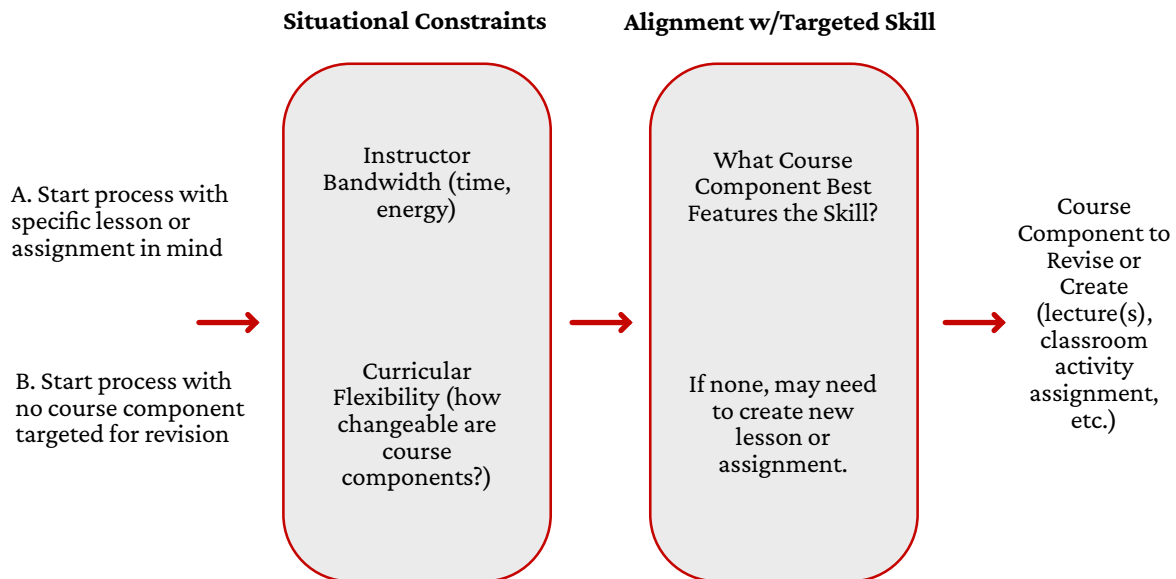 Situational Constraints
Alignment w/Targeted Skill
A. Start process with
specific lesson or
assignment in mind
B. Start process with
no course component
targeted for revision
Instructor
Bandwidth (time,
energy)
Curricular
Flexibility (how
changeable are
course
components?)
What Course
Component Best
Features the Skill?
If none, may need
to create new
lesson or
assignment.
Course
Component to
Revise or
Create
(lecture(s),
classroom
activity
assignment,
etc.)